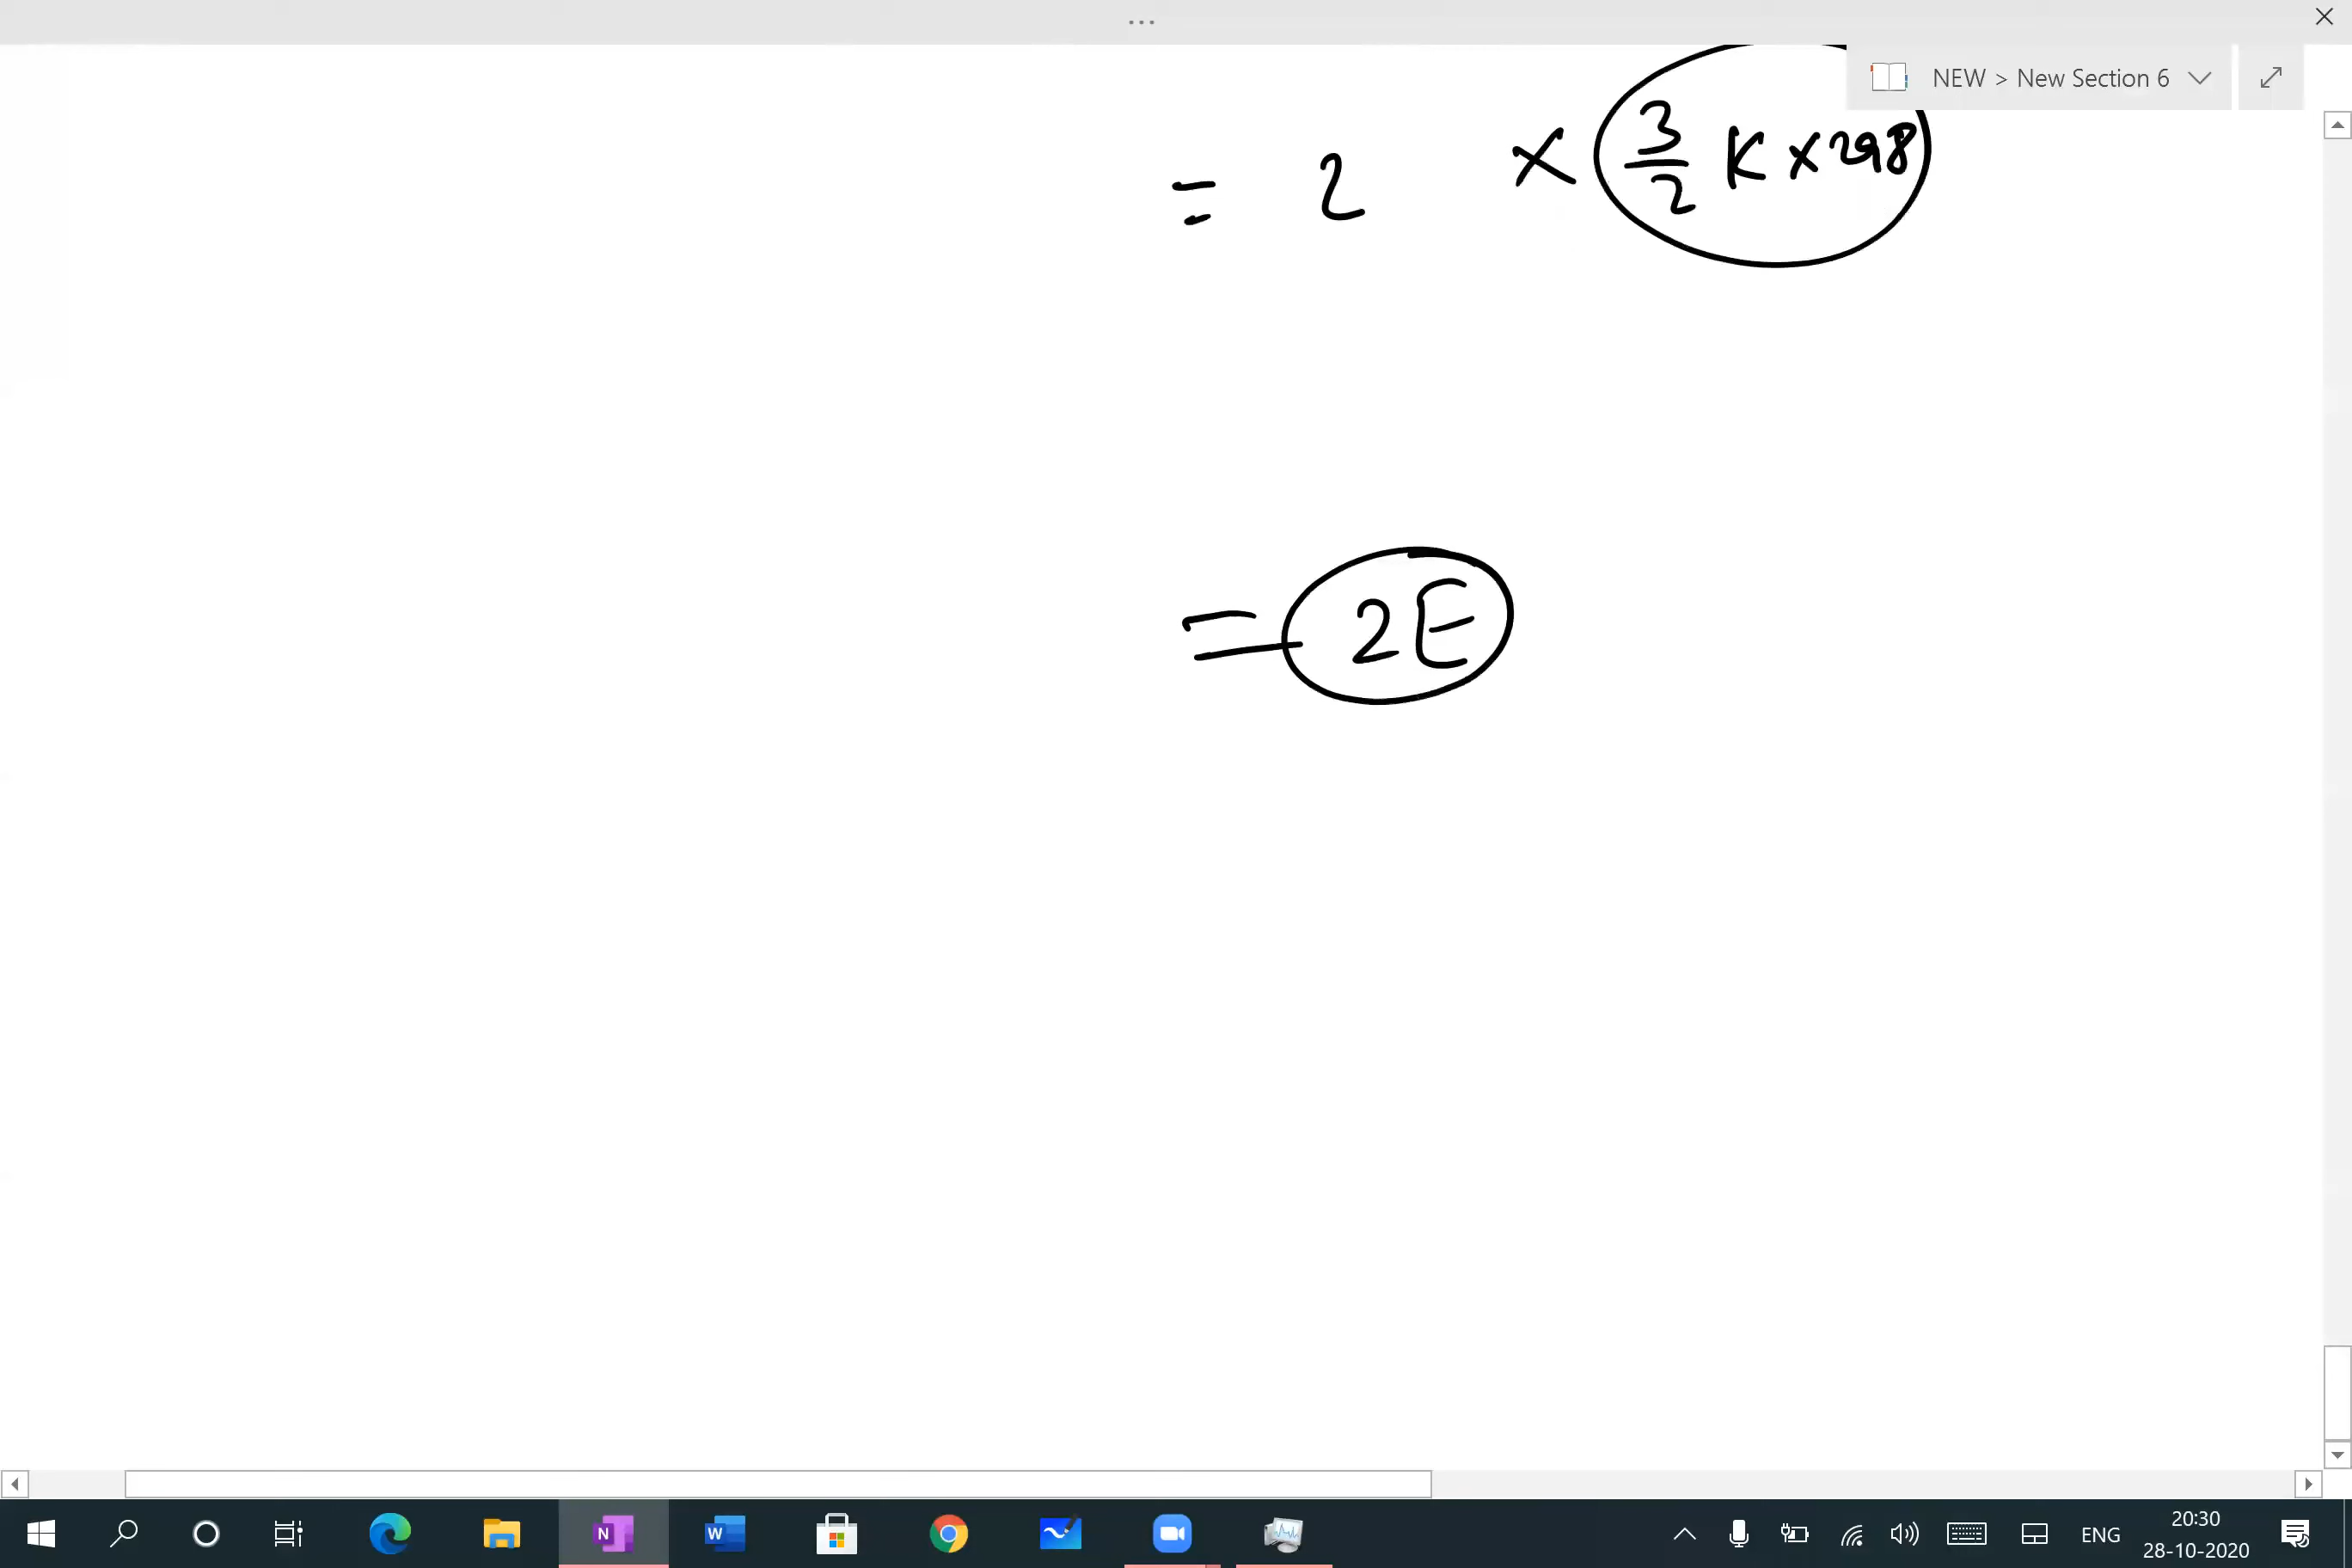 NEW > New Section 6
= 2 × 3/2 K × 298
= 2E
ENG
20:30
28-10-2020